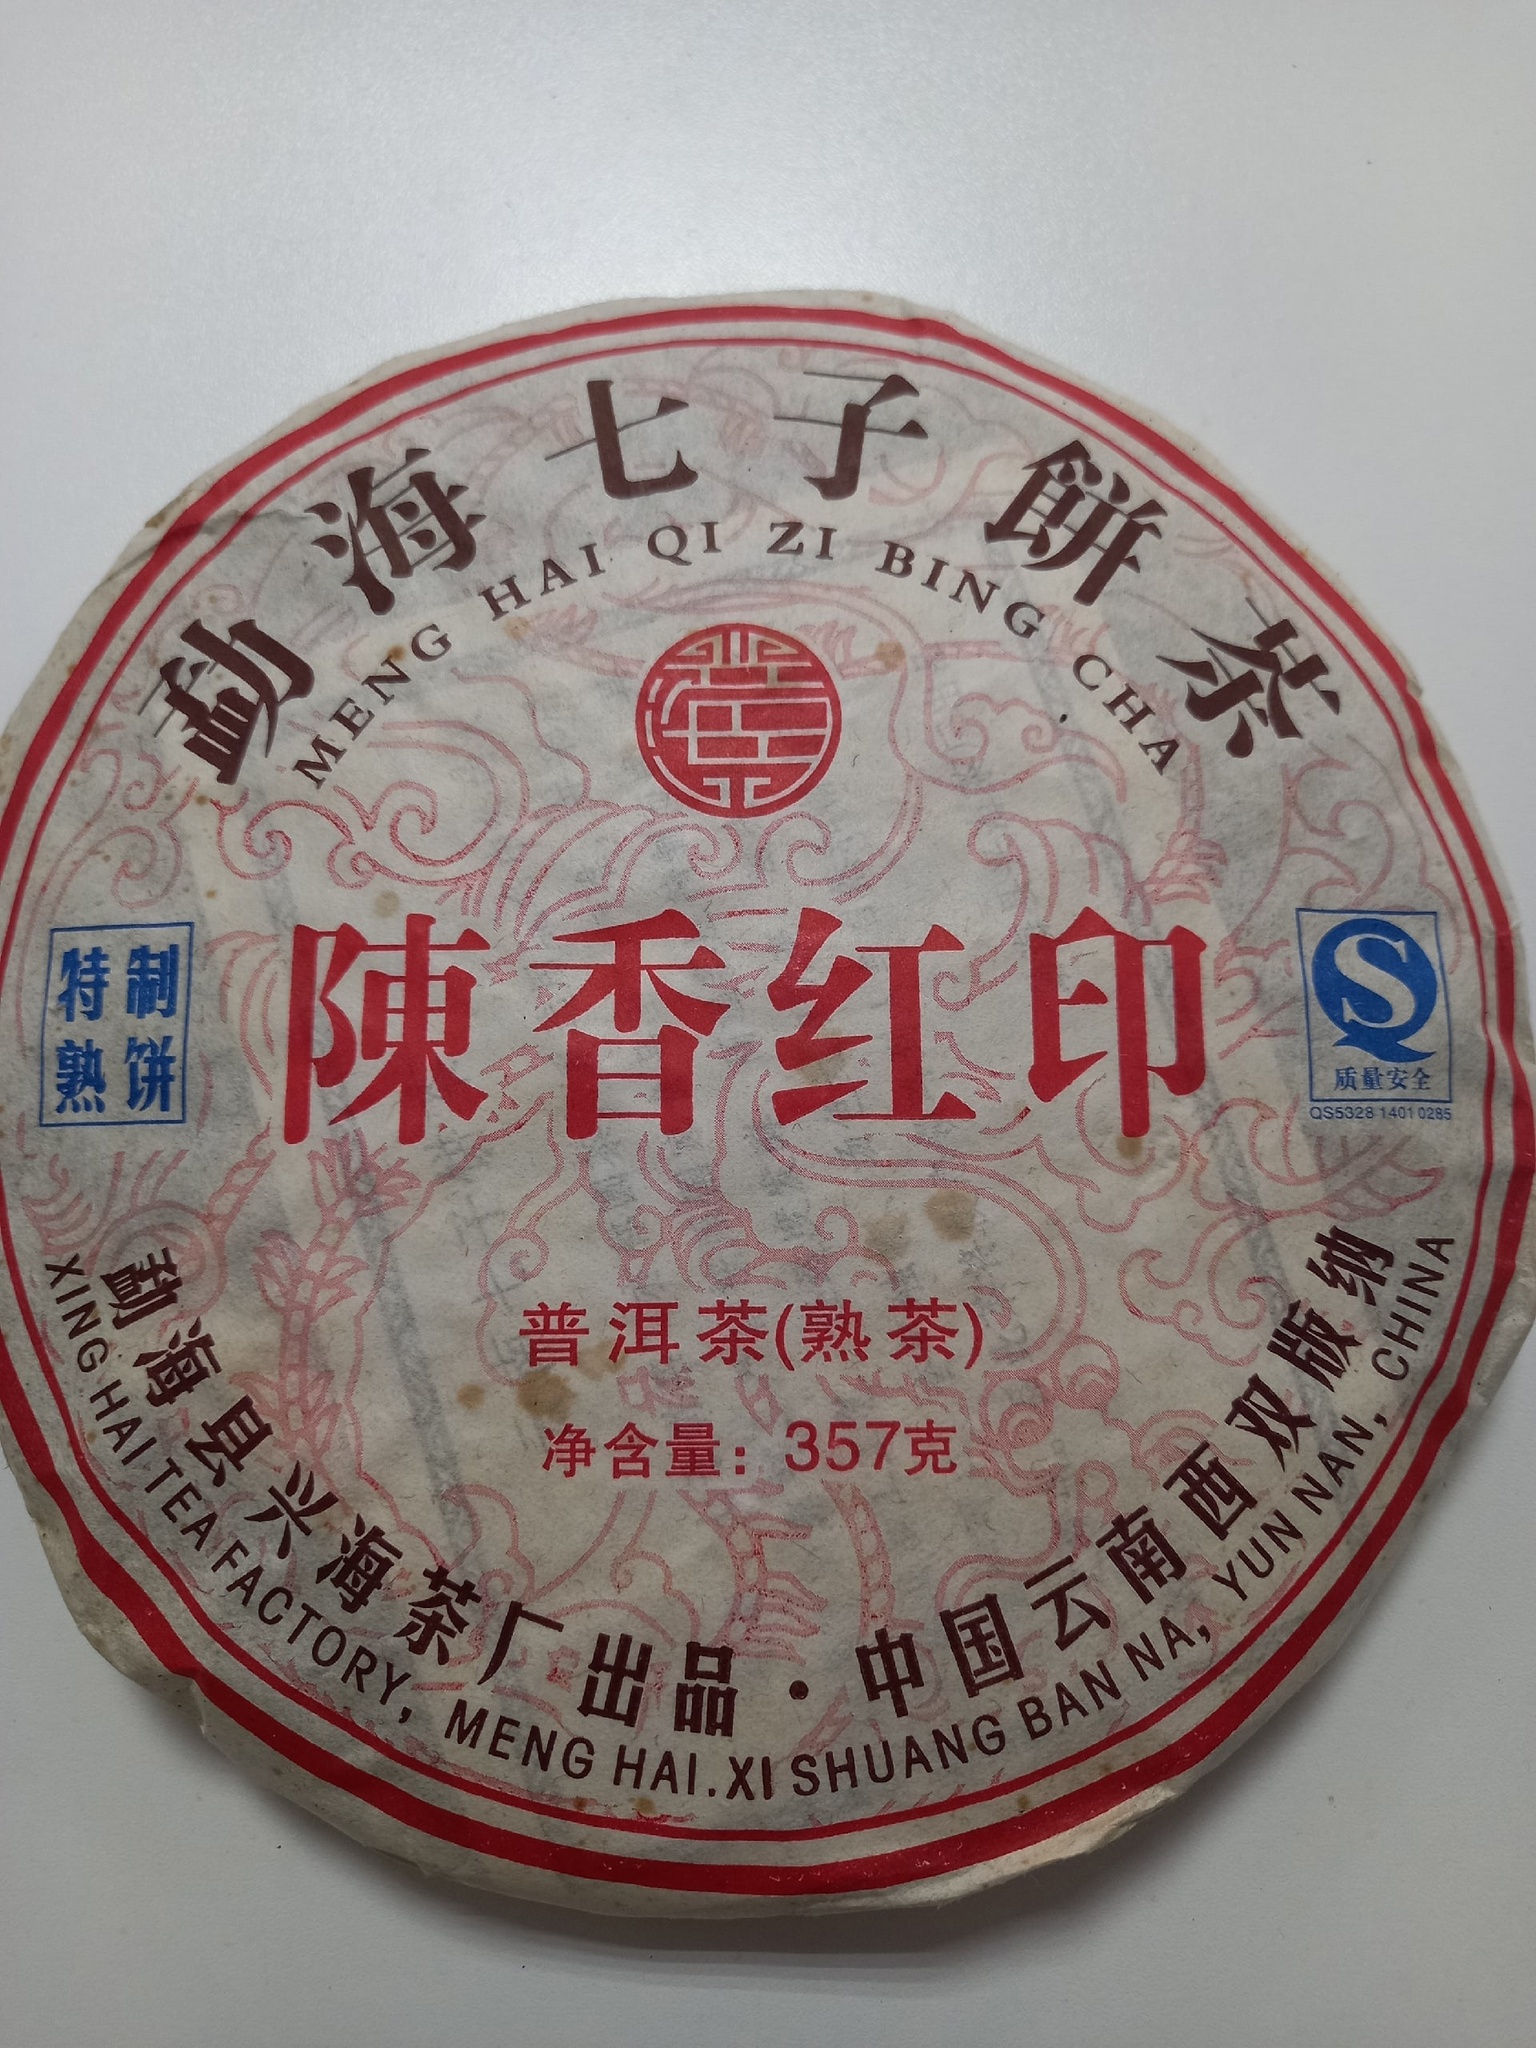 勐海七子餅茶
MENG HAI QI ZI BING CHA
特制
熟饼
陳香红印
质量安全
QS5328 1401 0285
普洱茶(熟茶)
净含量：357克
勐海县兴海茶厂出品·中国云南西双版纳
XING HAI TEA FACTORY, MENG HAI.XI SHUANG BAN NA, YUN NAN, CHINA